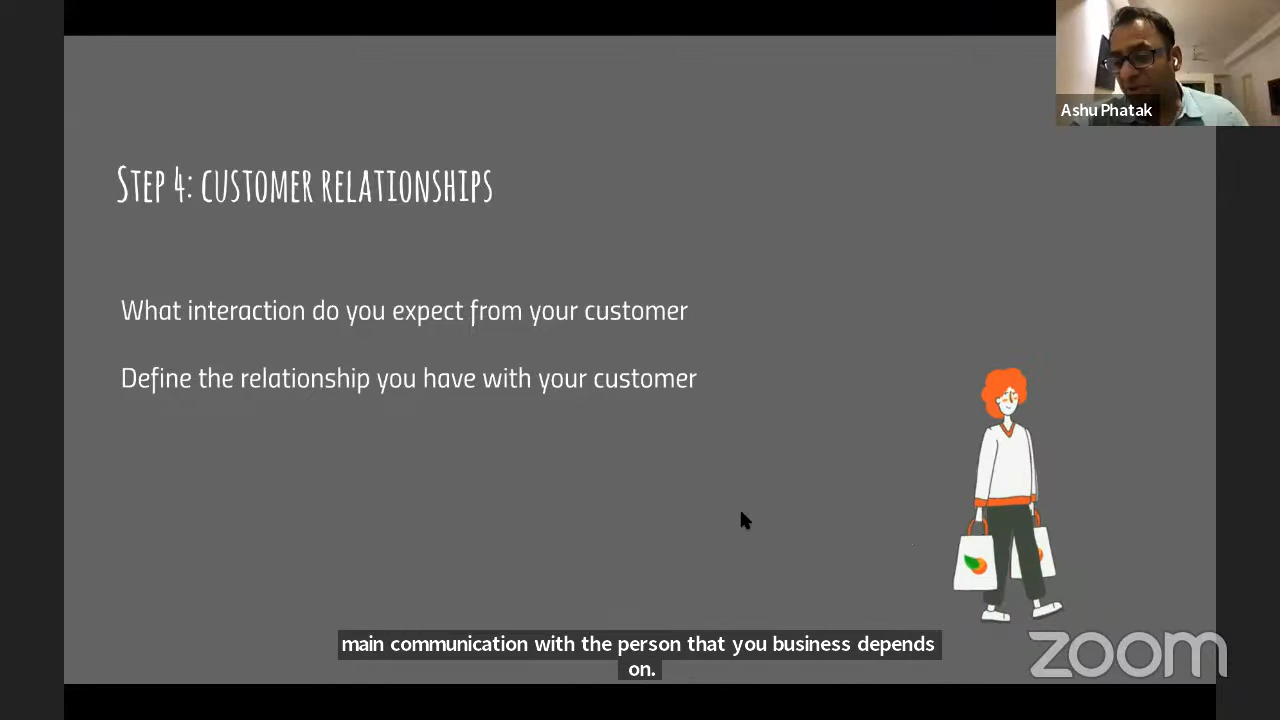 Ashu Phatak
Step 4: customer relationships
What interaction do you expect from your customer
Define the relationship you have with your customer
main communication with the person that you business depends
on.
zoom